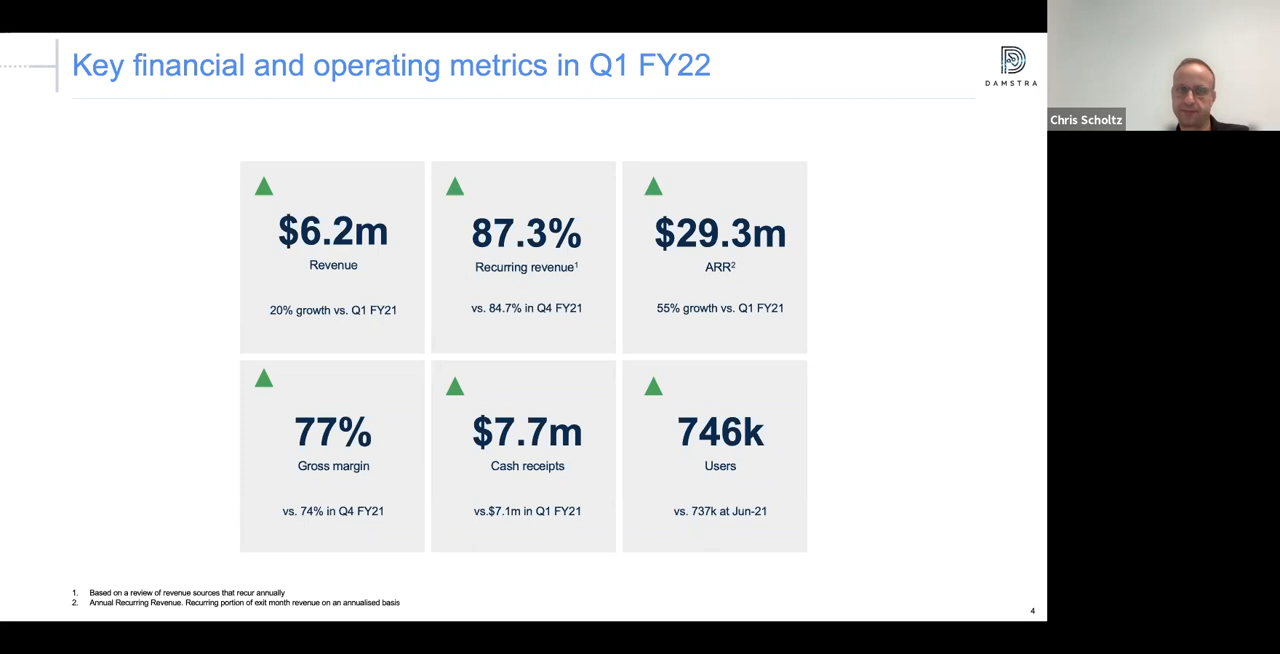 Key financial and operating metrics in Q1 FY22
DAMSTRA
Chris Scholtz
$6.2m
Revenue
20% growth vs. Q1 FY21
87.3%
Recurring revenue¹
vs. 84.7% in Q4 FY21
$29.3m
ARR²
55% growth vs. Q1 FY21
77%
Gross margin
vs. 74% in Q4 FY21
$7.7m
Cash receipts
vs.$7.1m in Q1 FY21
746k
Users
vs. 737k at Jun-21
1. Based on a review of revenue sources that recur annually
2. Annual Recurring Revenue. Recurring portion of exit month revenue on an annualised basis
4